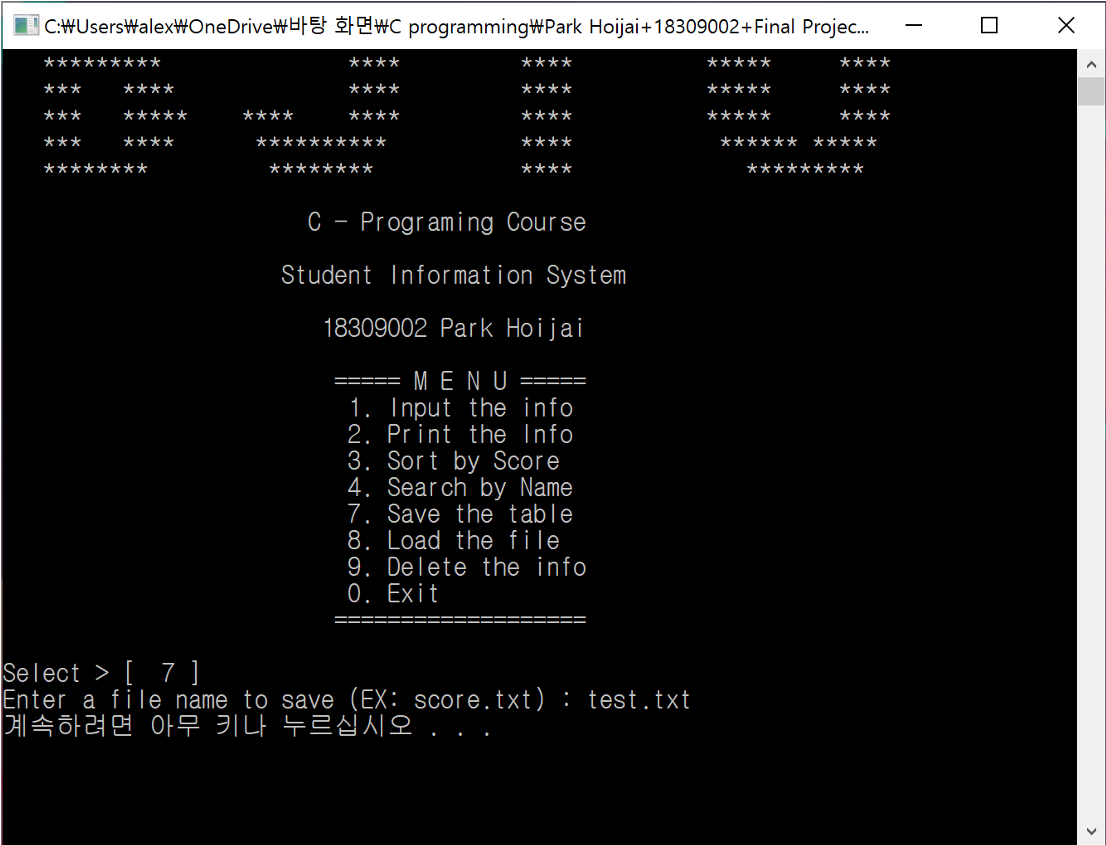 C:₩Users₩alex₩OneDrive₩바탕 화면₩C programming₩Park Hoijai+18309002+Final Projec...
*********              ****         ****          *****     ****
***   ****             ****         ****          *****     ****
***   *****    ****    ****         ****          *****     ****
***   ****      **********          ****           ****** *****
********         ********           ****             *********
C - Programing Course
Student Information System
18309002 Park Hoijai
===== M E N U =====
1. Input the info
2. Print the Info
3. Sort by Score
4. Search by Name
7. Save the table
8. Load the file
9. Delete the info
0. Exit
===================
Select > [  7 ]
Enter a file name to save (EX: score.txt) : test.txt
계속하려면 아무 키나 누르십시오 . . .